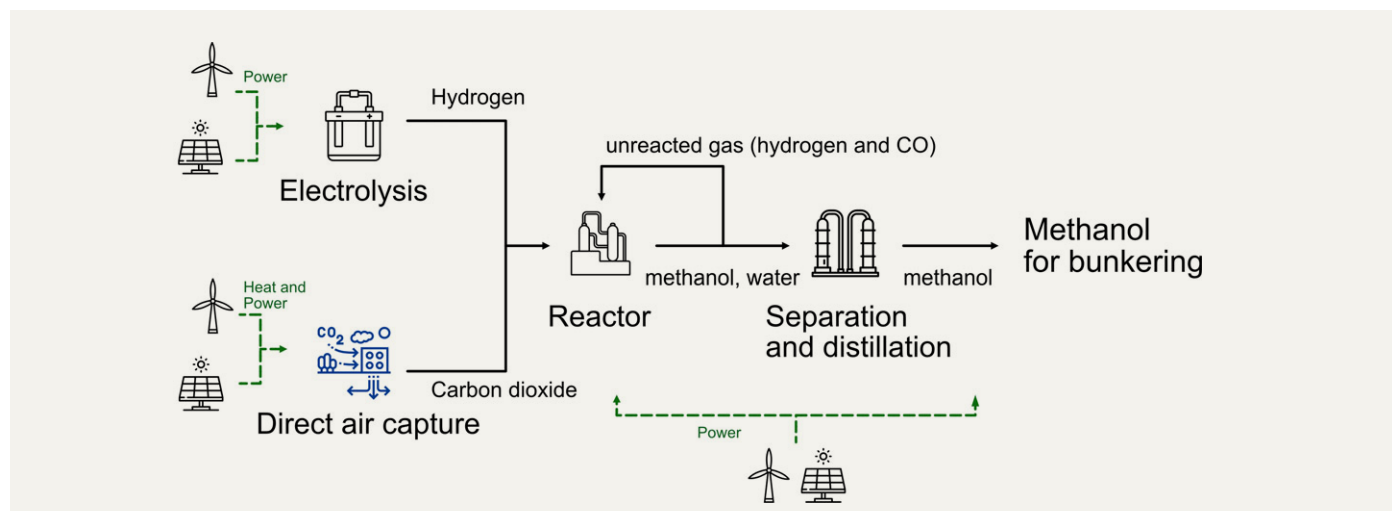 Power
Hydrogen
Electrolysis
unreacted gas (hydrogen and CO)
Heat and
Power
CO₂
Direct air capture
Carbon dioxide
Reactor
methanol, water
Separation
and distillation
methanol
Methanol
for bunkering
Power